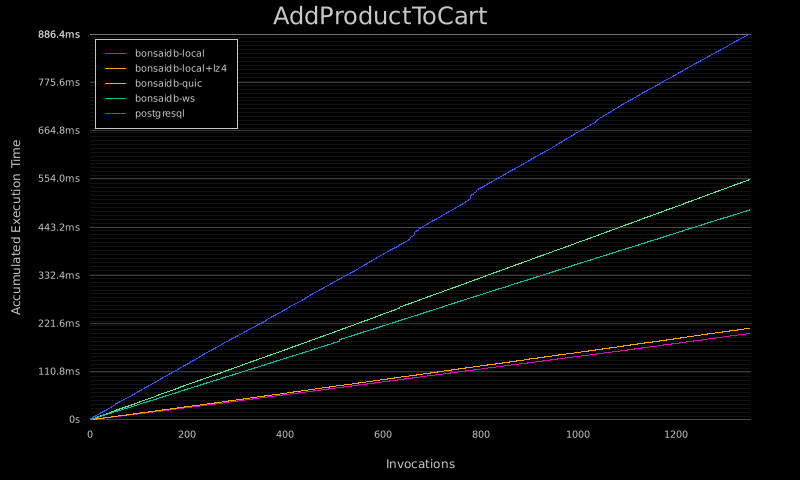 AddProductToCart
886.4ms
775.6ms
664.8ms
554.0ms
443.2ms
332.4ms
221.6ms
110.8ms
0s
bonsaidb-local
bonsaidb-local+lz4
bonsaidb-quic
bonsaidb-ws
postgresql
Accumulated Execution Time
0 200 400 600 800 1000 1200
Invocations